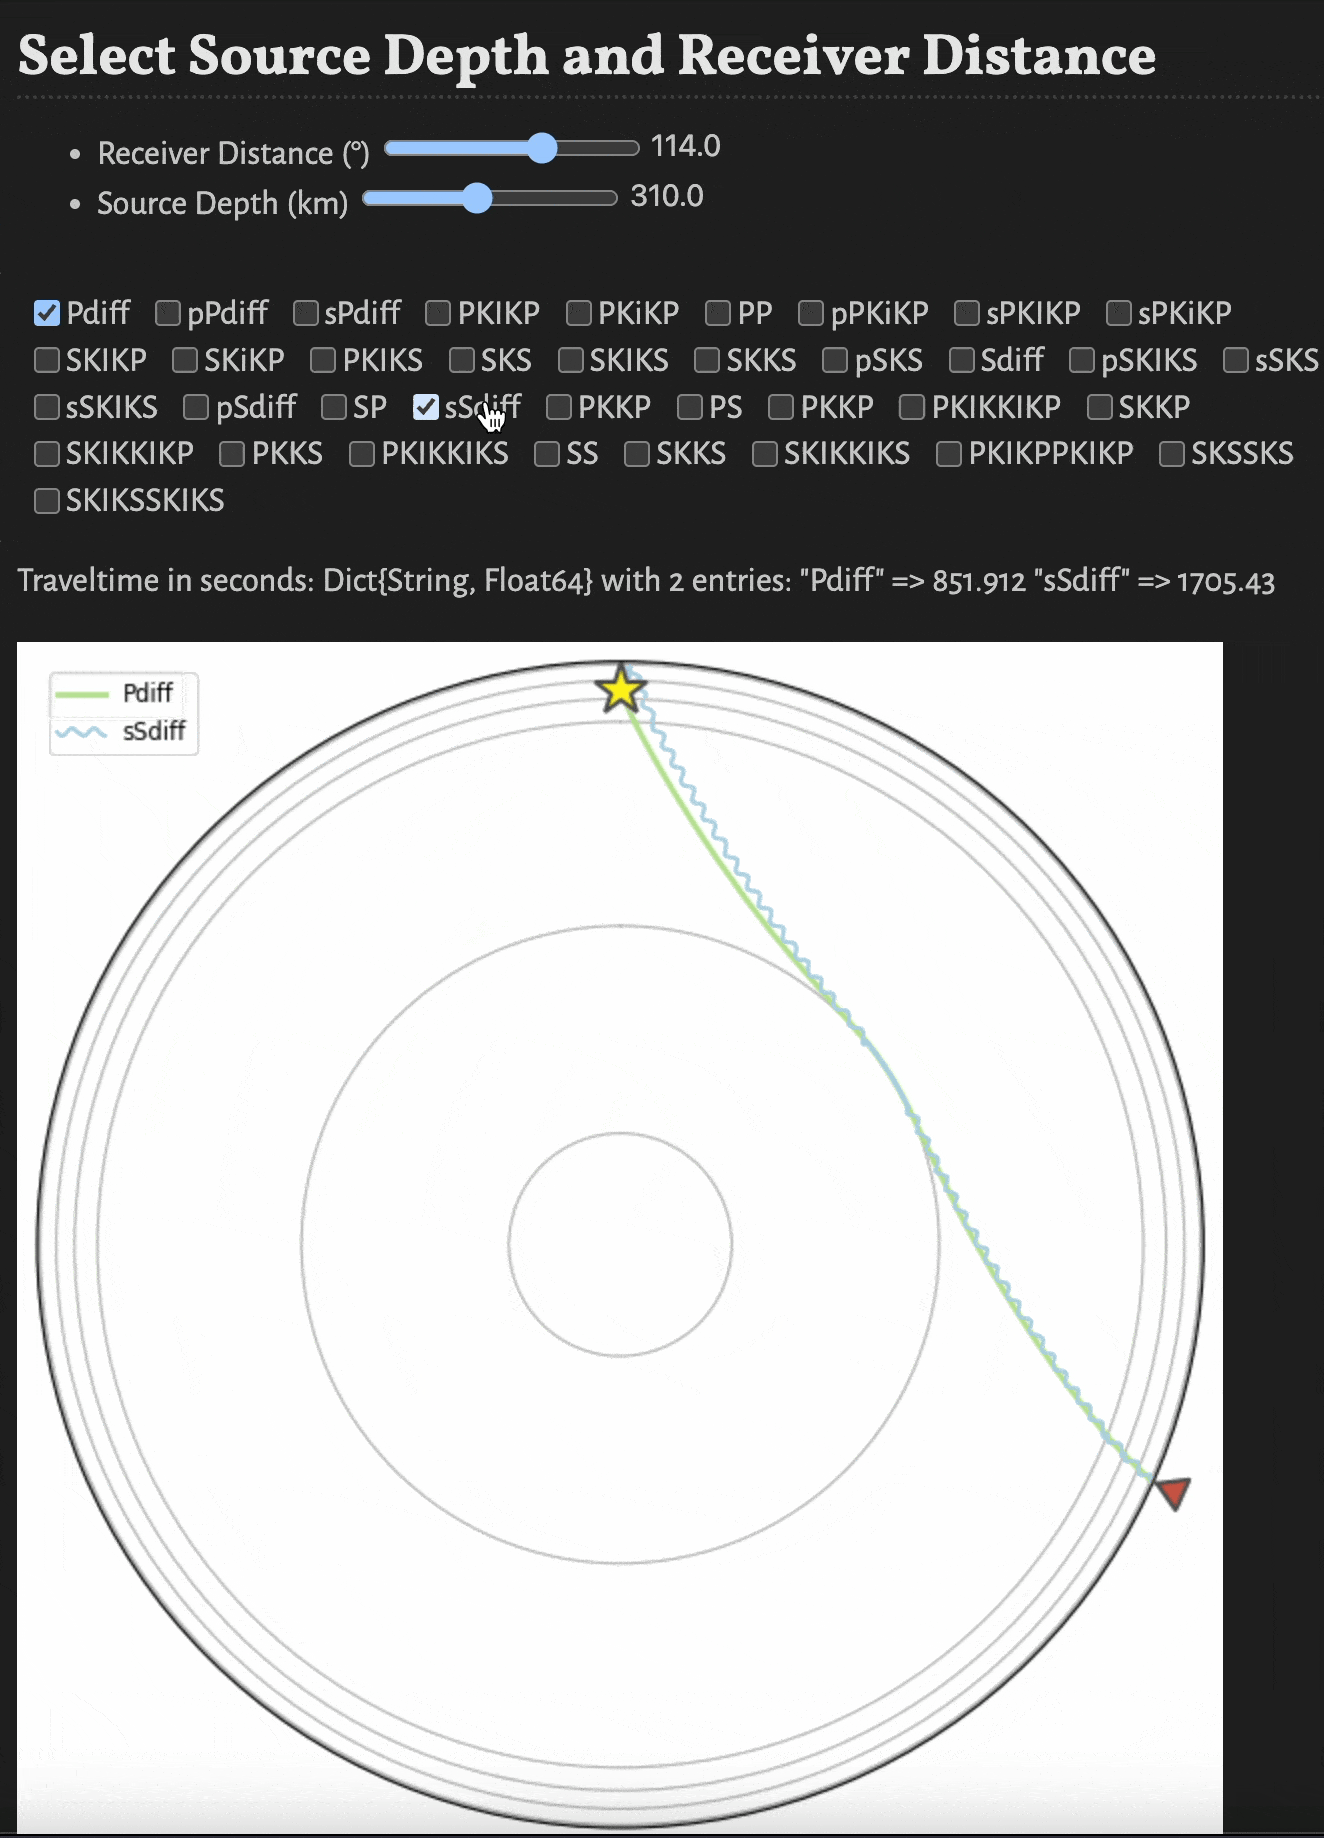 Select Source Depth and Receiver Distance
• Receiver Distance (°) 114.0
• Source Depth (km) 310.0
Pdiff pPdiff sPdiff PKIKP PKiKP PP pPKiKP sPKIKP sPKiKP
SKIKP SKiKP PKIKS SKS SKIKS SKKS pSKS Sdiff pSKIKS sSKS
sSKIKS pSdiff SP sSdiff PKKP PS PKKP PKIKKIKP SKKP
SKIKKIKP PKKS PKIKKIKS SS SKKS SKIKKIKS PKIKPPKIKP SKSSKS
SKIKSSKIKS
Traveltime in seconds: Dict{String, Float64} with 2 entries: "Pdiff" => 851.912 "sSdiff" => 1705.43
Pdiff
sSdiff